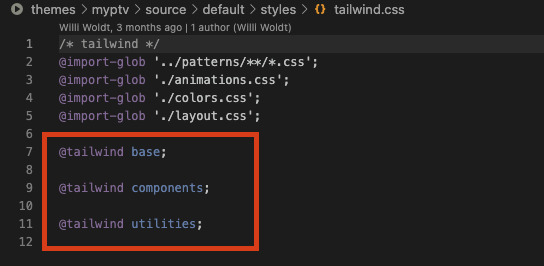 themes > myptv > source > default > styles > {} tailwind.css
Willi Woldt, 3 months ago | 1 author (Willi Woldt)
1 /* tailwind */
2 @import-glob '../patterns/**/*.css';
3 @import-glob './animations.css';
4 @import-glob './colors.css';
5 @import-glob './layout.css';
6
7 @tailwind base;
8
9 @tailwind components;
10
11 @tailwind utilities;
12